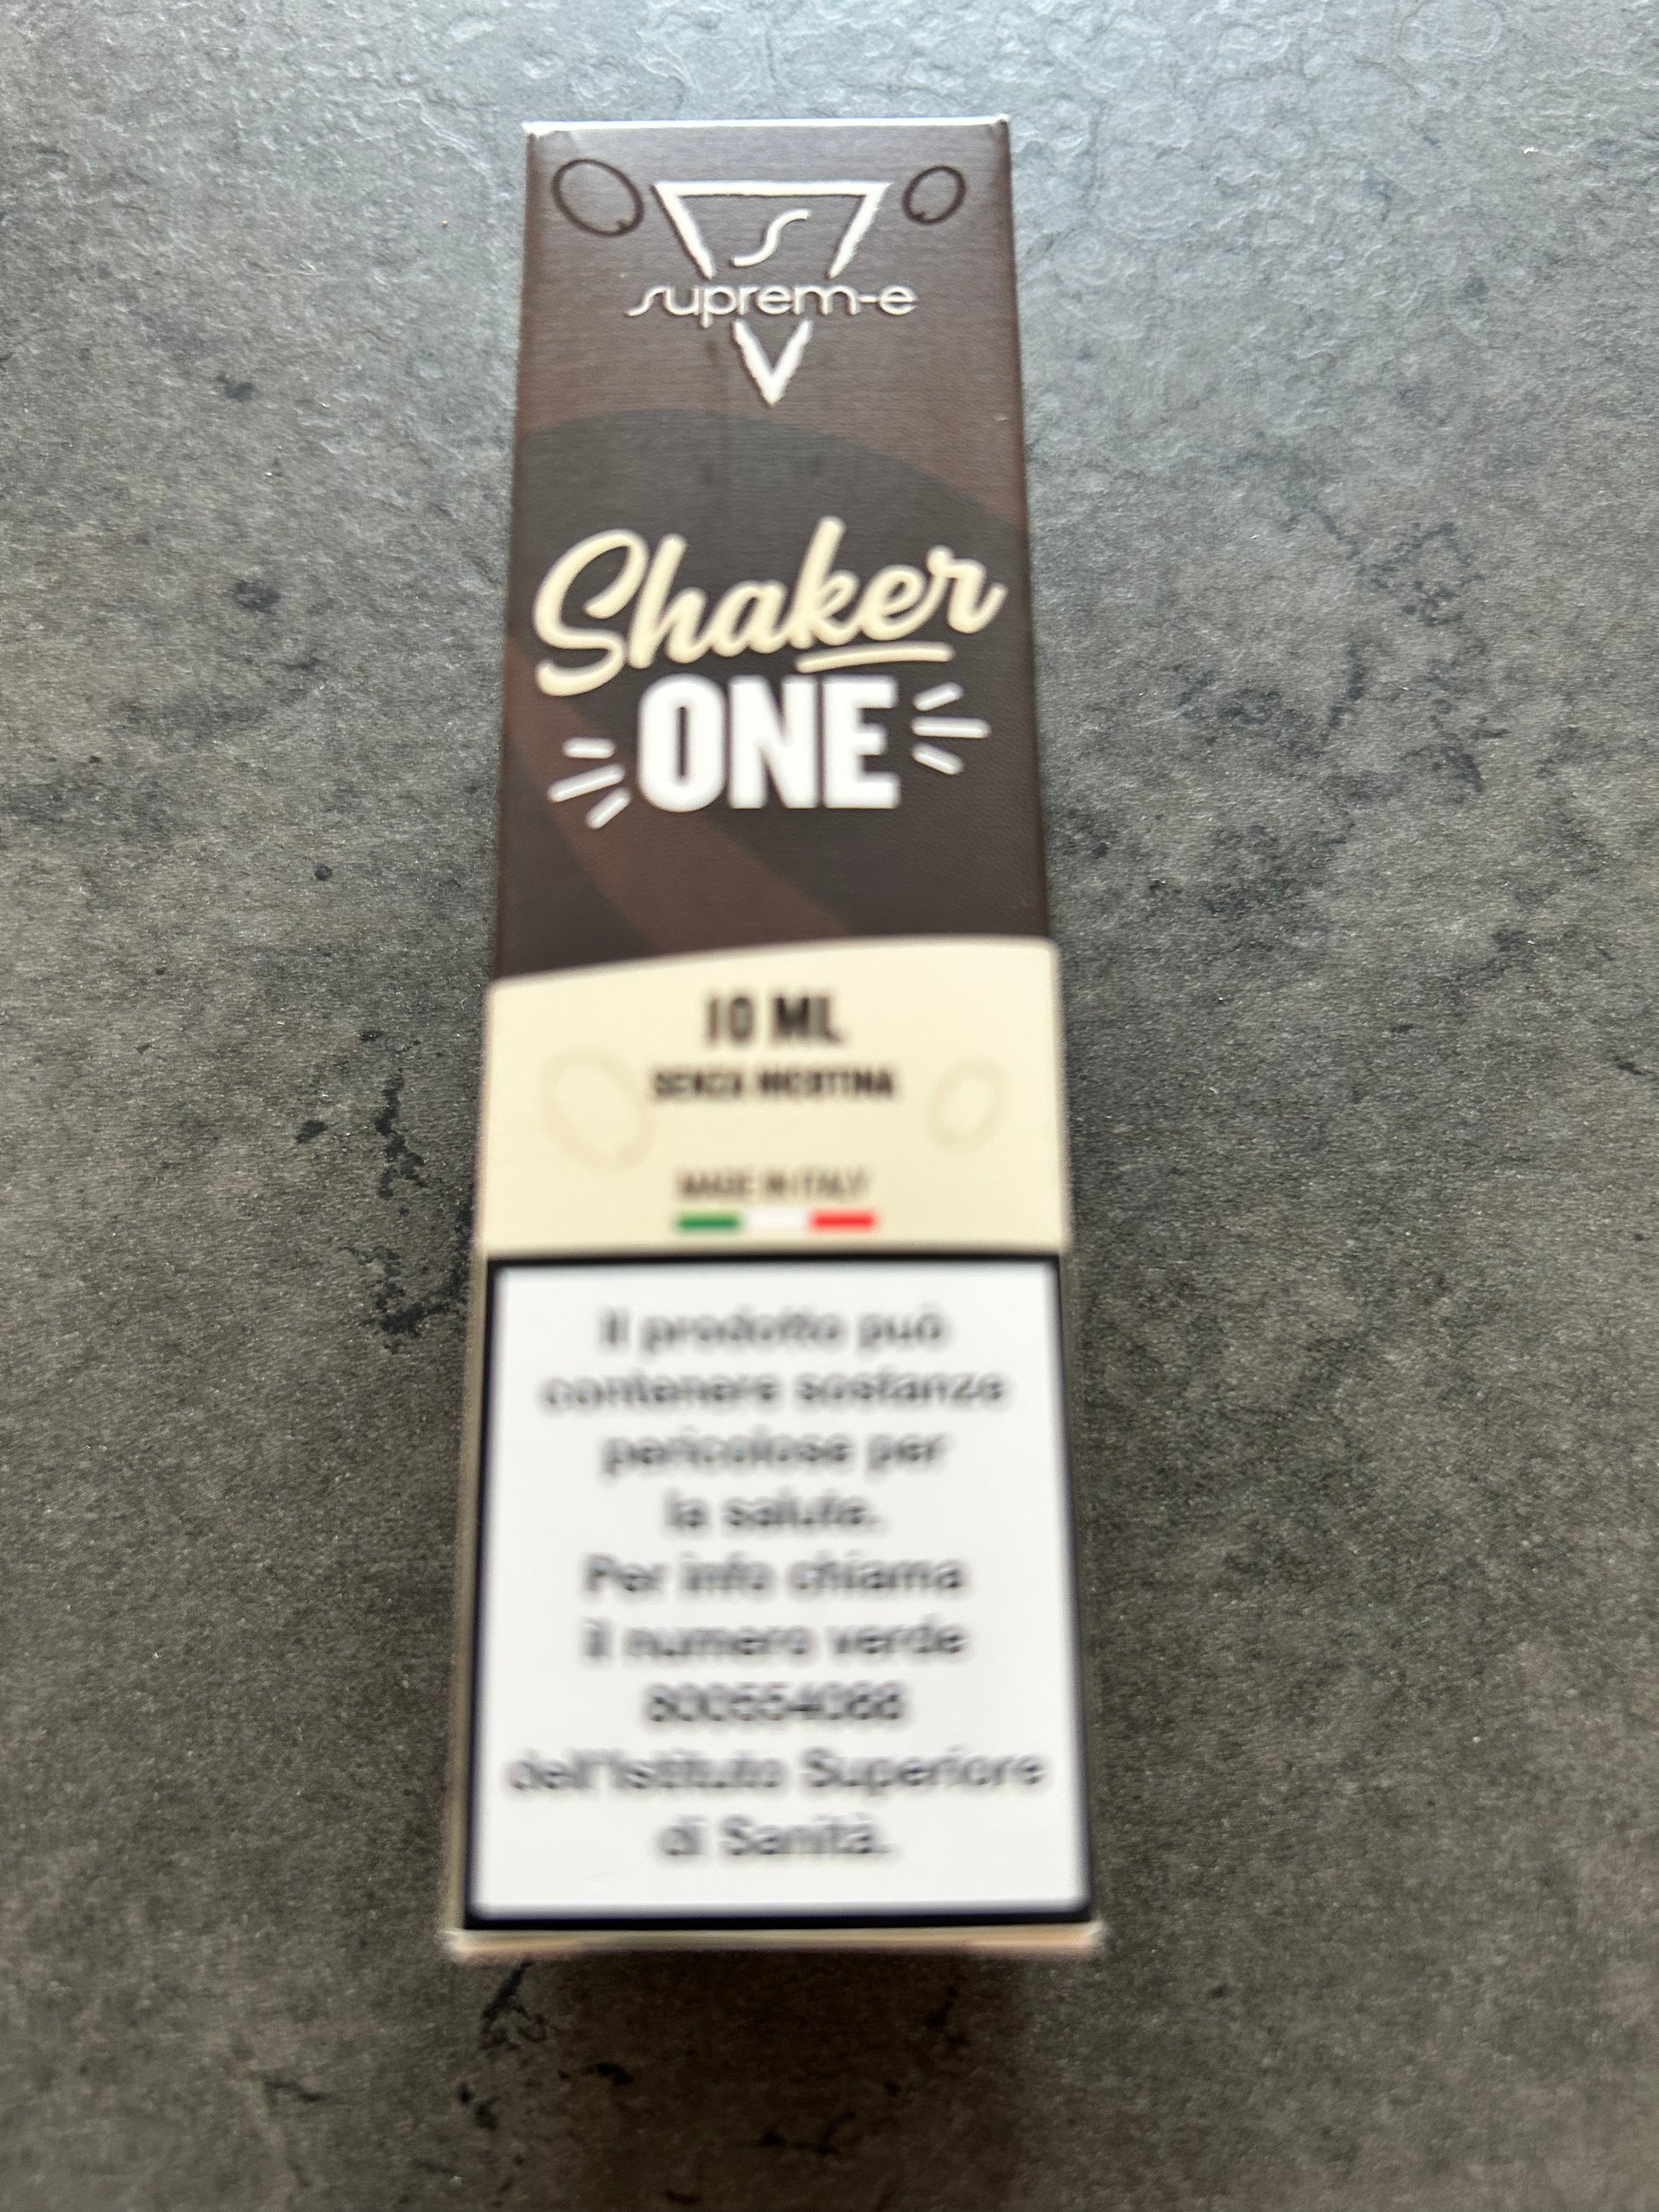 S
suprem-e
Shaker
ONE
10 ML
SENZA NICOTINA
MADE IN ITALY
Il prodotto può
contenere sostanze
pericolose per
la salute.
Per info chiama
il numero verde
800554088
dell'Istituto Superiore
di Sanità.